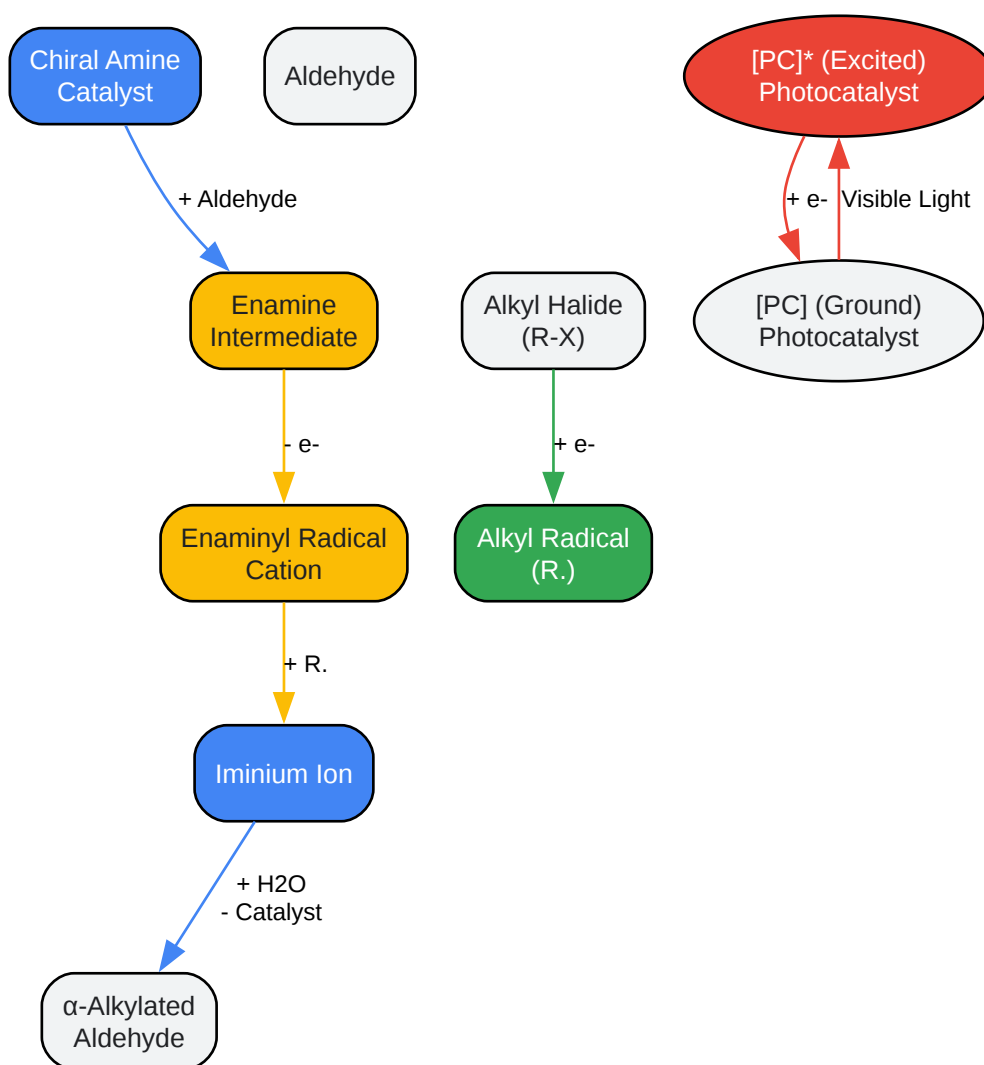 Chiral Amine
Catalyst
Aldehyde
[PC]* (Excited)
Photocatalyst
+ Aldehyde
+ e-
Visible Light
Enamine
Intermediate
Alkyl Halide
(R-X)
[PC] (Ground)
Photocatalyst
- e-
+ e-
Enaminyl Radical
Cation
Alkyl Radical
(R.)
+ R.
Iminium Ion
+ H2O
- Catalyst
α-Alkylated
Aldehyde